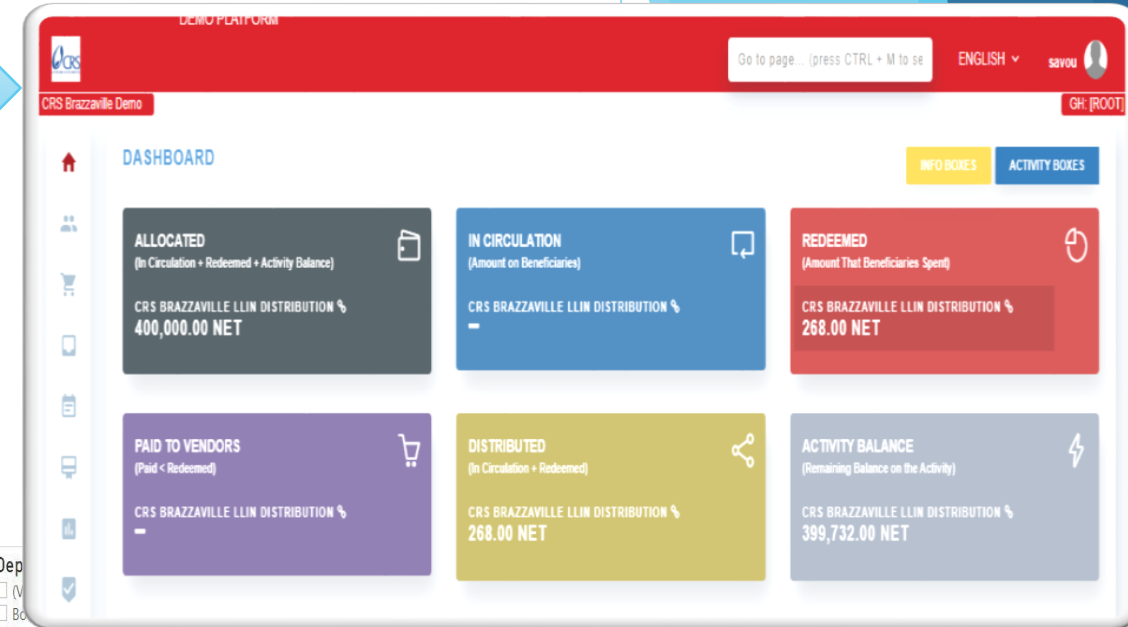 DEMO PLATFORM
CRS
Go to page... (press CTRL + M to se
ENGLISH
savou
CRS Brazzaville Demo
GH: [ROOT]
DASHBOARD
INFO BOXES
ACTIVITY BOXES
ALLOCATED
(In Circulation + Redeemed + Activity Balance)
CRS BRAZZAVILLE LLIN DISTRIBUTION
400,000.00 NET
IN CIRCULATION
(Amount on Beneficiaries)
CRS BRAZZAVILLE LLIN DISTRIBUTION
–
REDEEMED
(Amount That Beneficiaries Spent)
CRS BRAZZAVILLE LLIN DISTRIBUTION
268.00 NET
PAID TO VENDORS
(Paid < Redeemed)
CRS BRAZZAVILLE LLIN DISTRIBUTION
–
DISTRIBUTED
(In Circulation + Redeemed)
CRS BRAZZAVILLE LLIN DISTRIBUTION
268.00 NET
ACTIVITY BALANCE
(Remaining Balance on the Activity)
CRS BRAZZAVILLE LLIN DISTRIBUTION
399,732.00 NET
Dep
(V
Bo